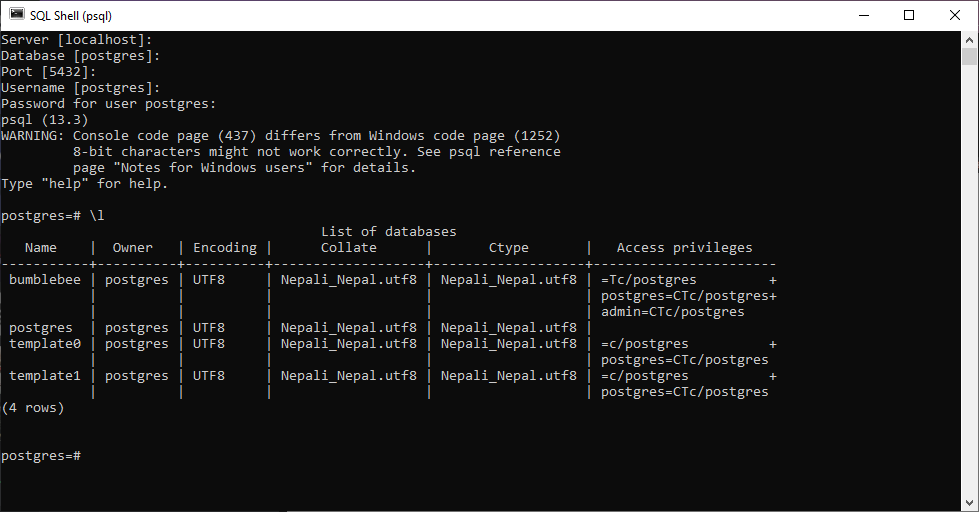 SQL Shell (psql)
Server [localhost]:
Database [postgres]:
Port [5432]:
Username [postgres]:
Password for user postgres:
psql (13.3)
WARNING: Console code page (437) differs from Windows code page (1252)
         8-bit characters might not work correctly. See psql reference
         page "Notes for Windows users" for details.
Type "help" for help.

postgres=# \l
                                        List of databases
   Name    |  Owner   | Encoding |      Collate      |       Ctype       |   Access privileges
-----------+----------+----------+-------------------+-------------------+-----------------------
 bumblebee | postgres | UTF8     | Nepali_Nepal.utf8 | Nepali_Nepal.utf8 | =Tc/postgres         +
           |          |          |                   |                   | postgres=CTc/postgres+
           |          |          |                   |                   | admin=CTc/postgres
 postgres  | postgres | UTF8     | Nepali_Nepal.utf8 | Nepali_Nepal.utf8 |
 template0 | postgres | UTF8     | Nepali_Nepal.utf8 | Nepali_Nepal.utf8 | =c/postgres          +
           |          |          |                   |                   | postgres=CTc/postgres
 template1 | postgres | UTF8     | Nepali_Nepal.utf8 | Nepali_Nepal.utf8 | =c/postgres          +
           |          |          |                   |                   | postgres=CTc/postgres
(4 rows)


postgres=#